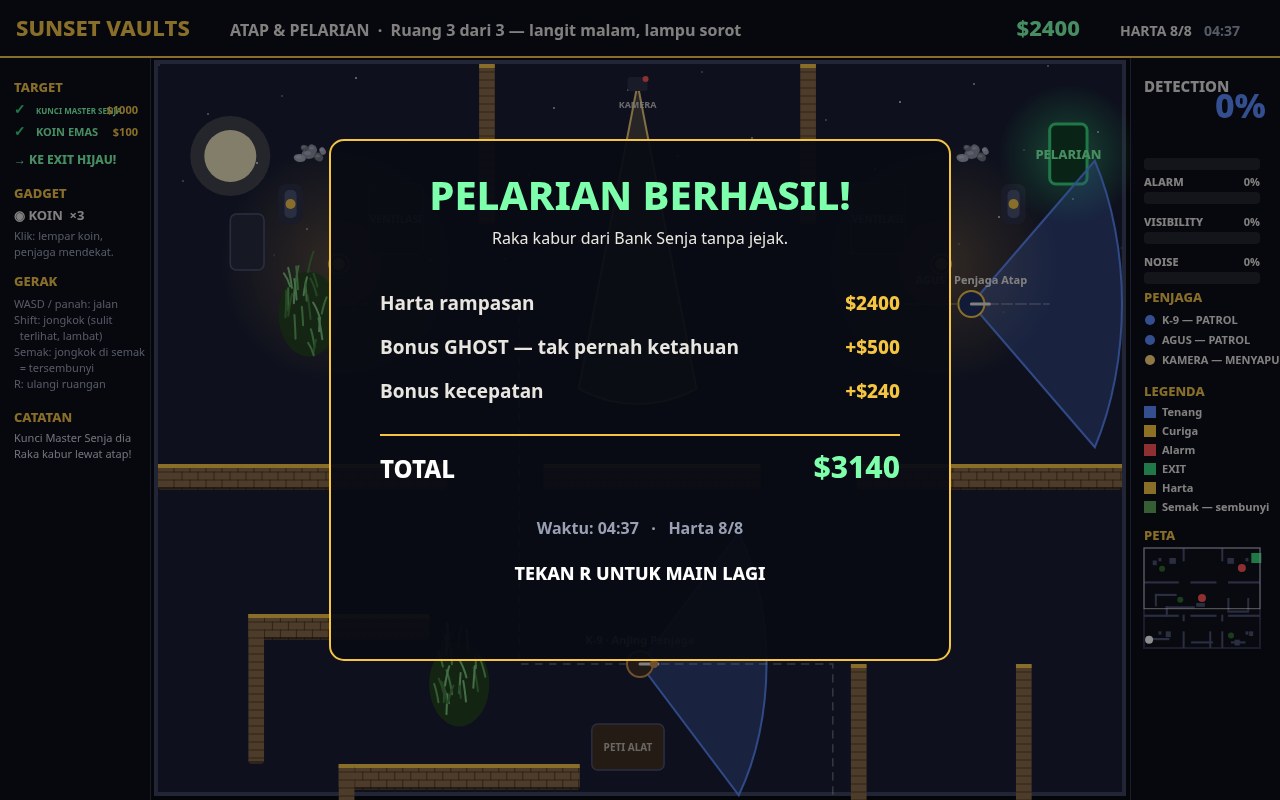 SUNSET VAULTS
ATAP & PELARIAN · Ruang 3 dari 3 — langit malam, lampu sorot
$2400
HARTA 8/8 04:37
TARGET
✓ KUNCI MASTER SENJA $1000
✓ KOIN EMAS $100
→ KE EXIT HIJAU!
GADGET
◉ KOIN ×3
Klik: lempar koin,
penjaga mendekat.
GERAK
WASD / panah: jalan
Shift: jongkok (sulit
terlihat, lambat)
Semak: jongkok di semak
= tersembunyi
R: ulangi ruangan
CATATAN
Kunci Master Senja dia
Raka kabur lewat atap!
KAMERA
PELARIAN
Penjaga Atap
PELARIAN BERHASIL!
Raka kabur dari Bank Senja tanpa jejak.
Harta rampasan $2400
Bonus GHOST — tak pernah ketahuan +$500
Bonus kecepatan +$240
TOTAL $3140
Waktu: 04:37 · Harta 8/8
TEKAN R UNTUK MAIN LAGI
K-9 · Anjing Penjaga
PETI ALAT
DETECTION
0%
ALARM 0%
VISIBILITY 0%
NOISE 0%
PENJAGA
K-9 — PATROL
AGUS — PATROL
KAMERA — MENYAPU
LEGENDA
Tenang
Curiga
Alarm
EXIT
Harta
Semak — sembunyi
PETA